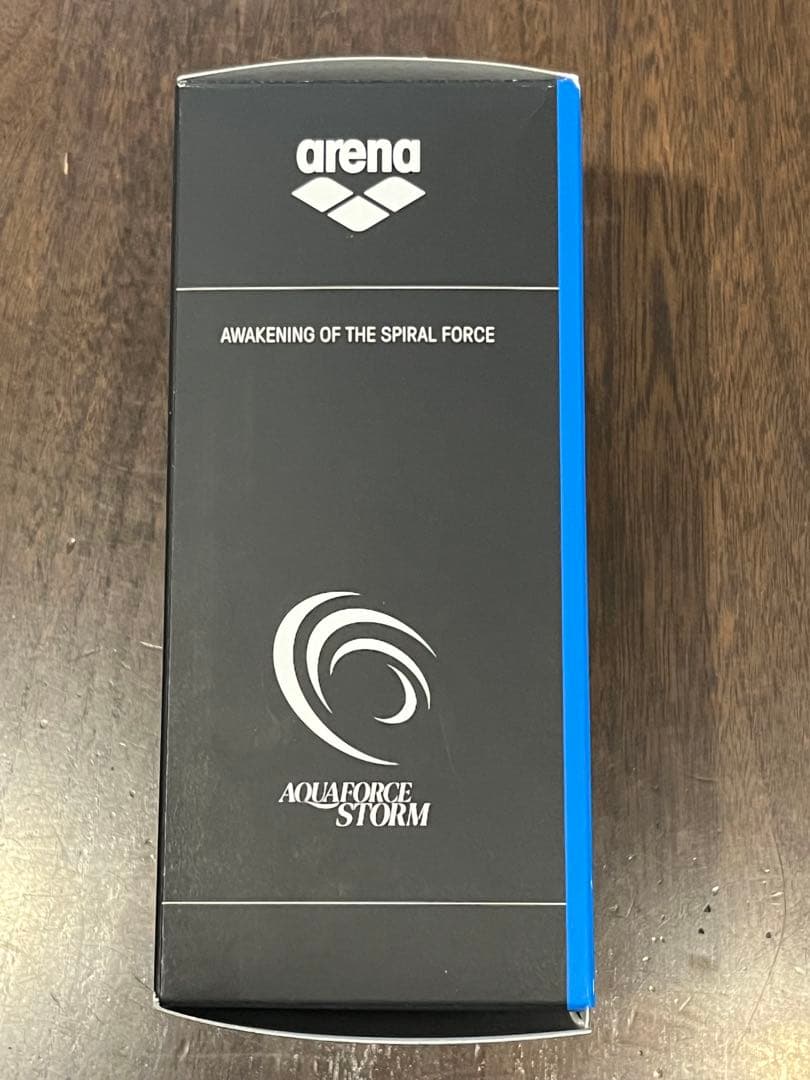 arena
AWAKENING OF THE SPIRAL FORCE
AQUAFORCE
STORM